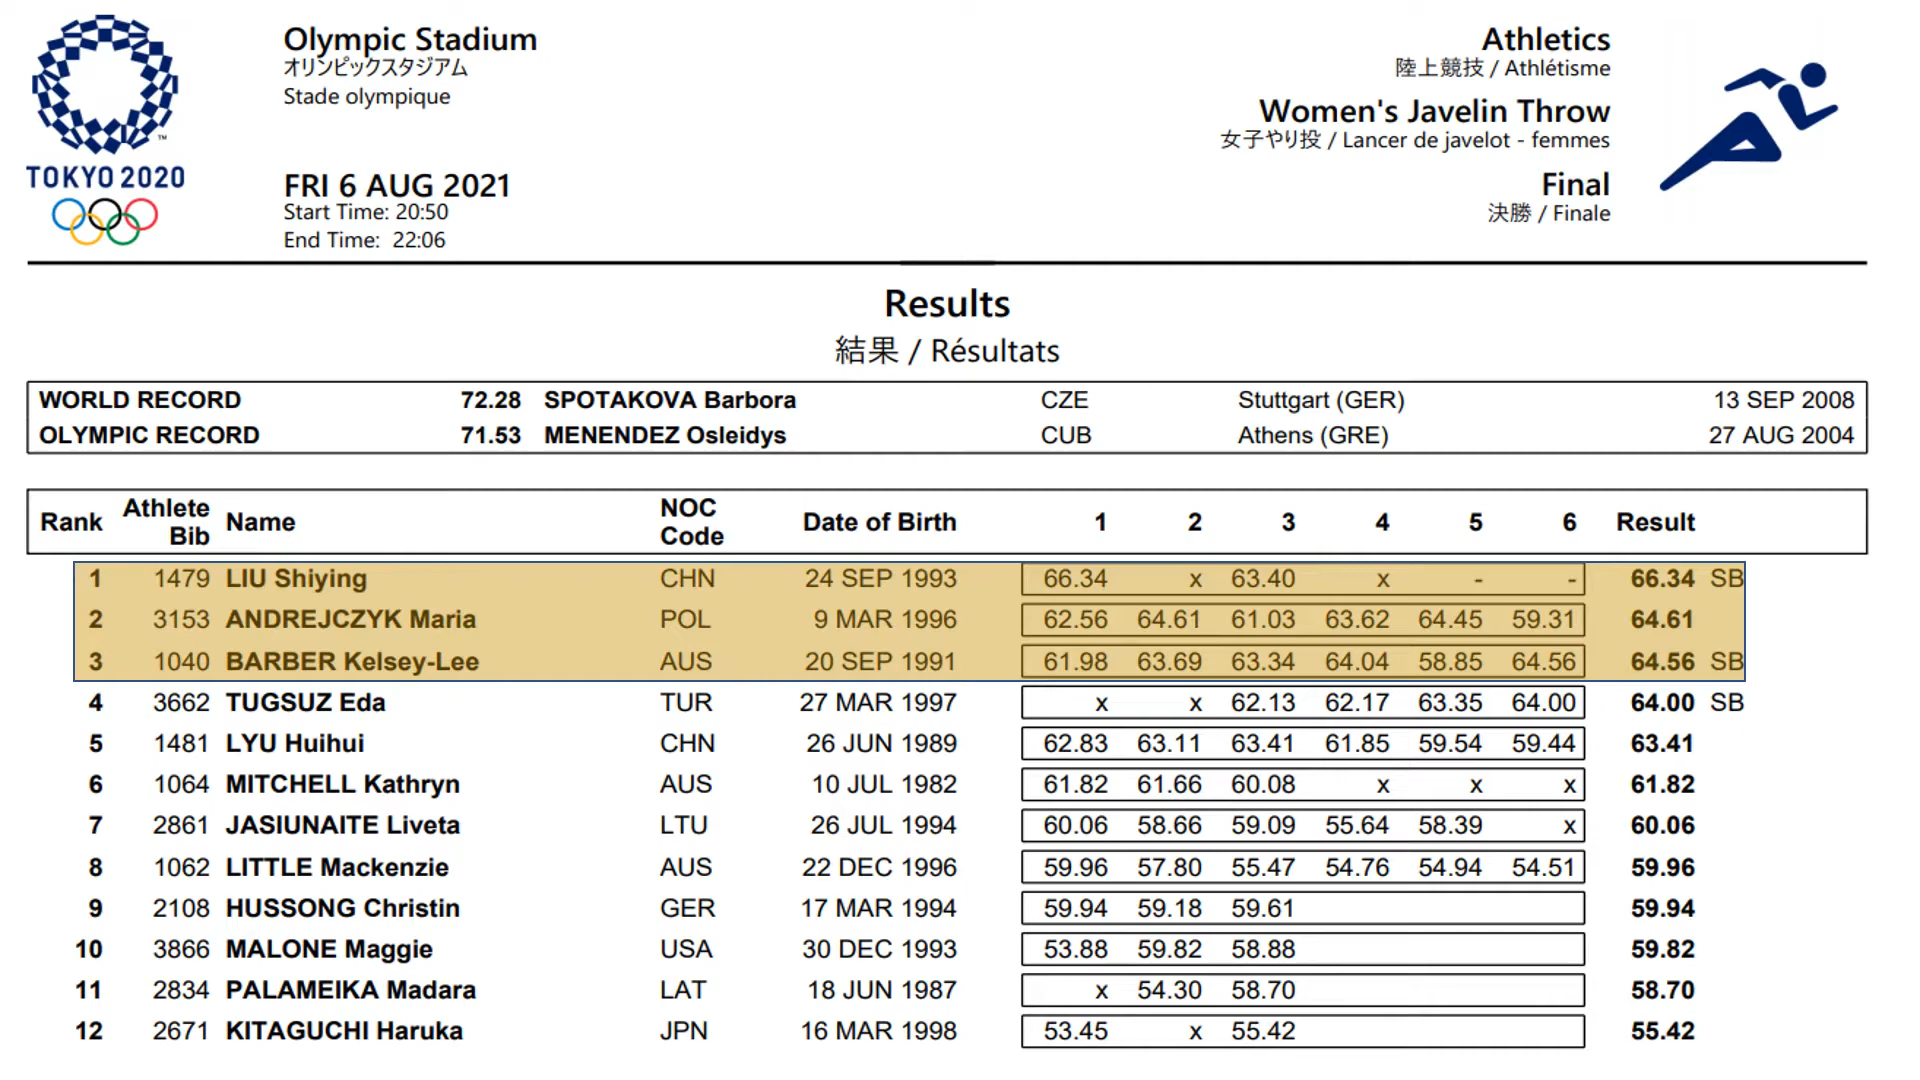 TOKYO 2020
Olympic Stadium
オリンピックスタジアム
Stade olympique
FRI 6 AUG 2021
Start Time: 20:50
End Time: 22:06
Athletics
陸上競技 / Athlétisme
Women's Javelin Throw
女子やり投 / Lancer de javelot - femmes
Final
決勝 / Finale
Results
結果 / Résultats
WORLD RECORD 72.28 SPOTAKOVA Barbora CZE Stuttgart (GER) 13 SEP 2008
OLYMPIC RECORD 71.53 MENENDEZ Osleidys CUB Athens (GRE) 27 AUG 2004
Rank Athlete Bib Name NOC Code Date of Birth 1 2 3 4 5 6 Result
1 1479 LIU Shiying CHN 24 SEP 1993 66.34 x 63.40 x - - 66.34 SB
2 3153 ANDREJCZYK Maria POL 9 MAR 1996 62.56 64.61 61.03 63.62 64.45 59.31 64.61
3 1040 BARBER Kelsey-Lee AUS 20 SEP 1991 61.98 63.69 63.34 64.04 58.85 64.56 64.56 SB
4 3662 TUGSUZ Eda TUR 27 MAR 1997 x x 62.13 62.17 63.35 64.00 64.00 SB
5 1481 LYU Huihui CHN 26 JUN 1989 62.83 63.11 63.41 61.85 59.54 59.44 63.41
6 1064 MITCHELL Kathryn AUS 10 JUL 1982 61.82 61.66 60.08 x x x 61.82
7 2861 JASIUNAITE Liveta LTU 26 JUL 1994 60.06 58.66 59.09 55.64 58.39 x 60.06
8 1062 LITTLE Mackenzie AUS 22 DEC 1996 59.96 57.80 55.47 54.76 54.94 54.51 59.96
9 2108 HUSSONG Christin GER 17 MAR 1994 59.94 59.18 59.61 59.94
10 3866 MALONE Maggie USA 30 DEC 1993 53.88 59.82 58.88 59.82
11 2834 PALAMEIKA Madara LAT 18 JUN 1987 x 54.30 58.70 58.70
12 2671 KITAGUCHI Haruka JPN 16 MAR 1998 53.45 x 55.42 55.42